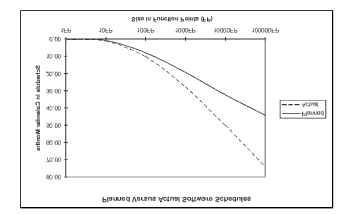 Planned Versus Actual Software Schedules
80.00
70.00
60.00
50.00
40.00
30.00
20.00
10.00
0.00
Schedule in Calendar Months
1FP
10FP
100FP
1000FP
10000FP
100000FP
Size in Function Points (FP)
Planned
Actual